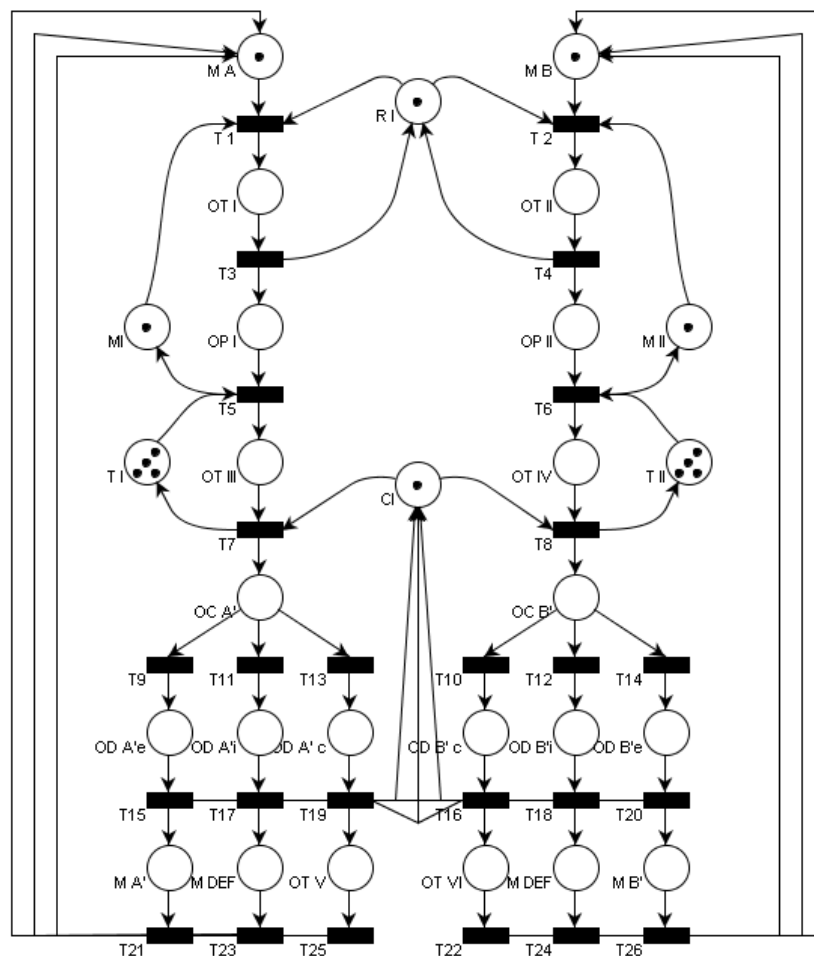 M A
M B
R I
T 1
T 2
OT I
OT II
T3
T4
MI
OP I
OP II
M II
T5
T6
T I
OT III
CI
OT IV
T II
T7
T8
OC A'
OC B'
T9
T11
T13
T10
T12
T14
OD A'e
OD A'i
OD A' c
OD B' c
OD B'i
OD B'e
T15
T17
T19
T16
T18
T20
M A'
M DEF
OT V
OT VI
M DEF
M B'
T21
T23
T25
T22
T24
T26